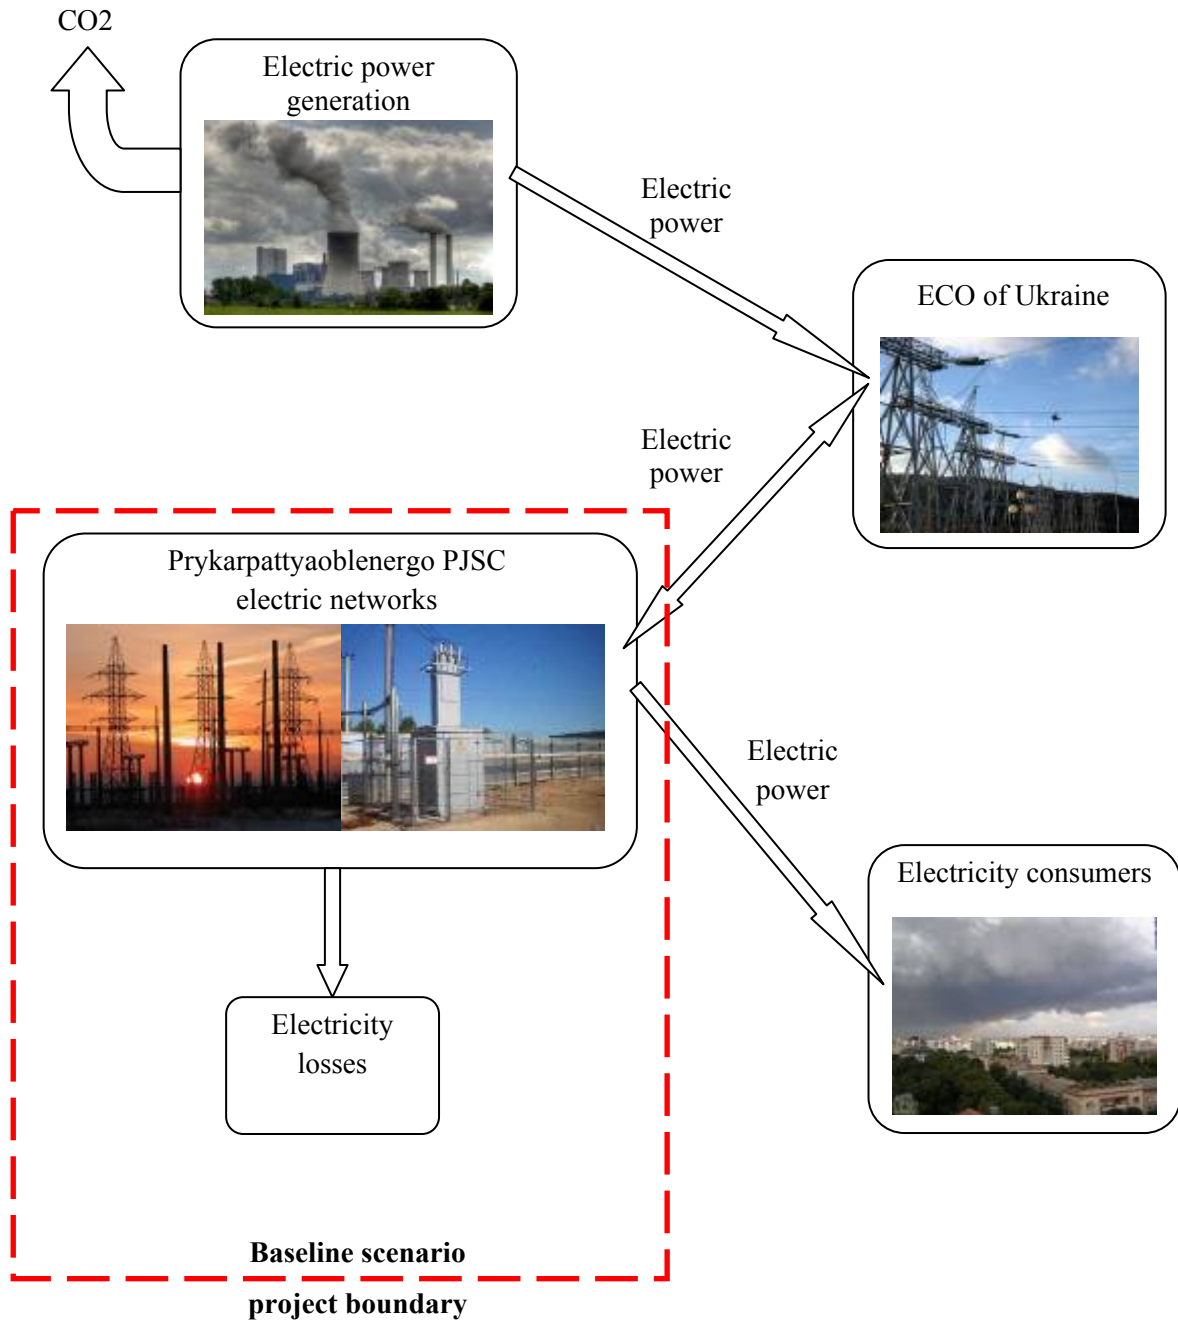 CO2
Electric power
generation
Electric
power
ECO of Ukraine
Electric
power
Prykarpattyaoblenergo PJSC
electric networks
Electric
power
Electricity consumers
Electricity
losses
Baseline scenario
project boundary